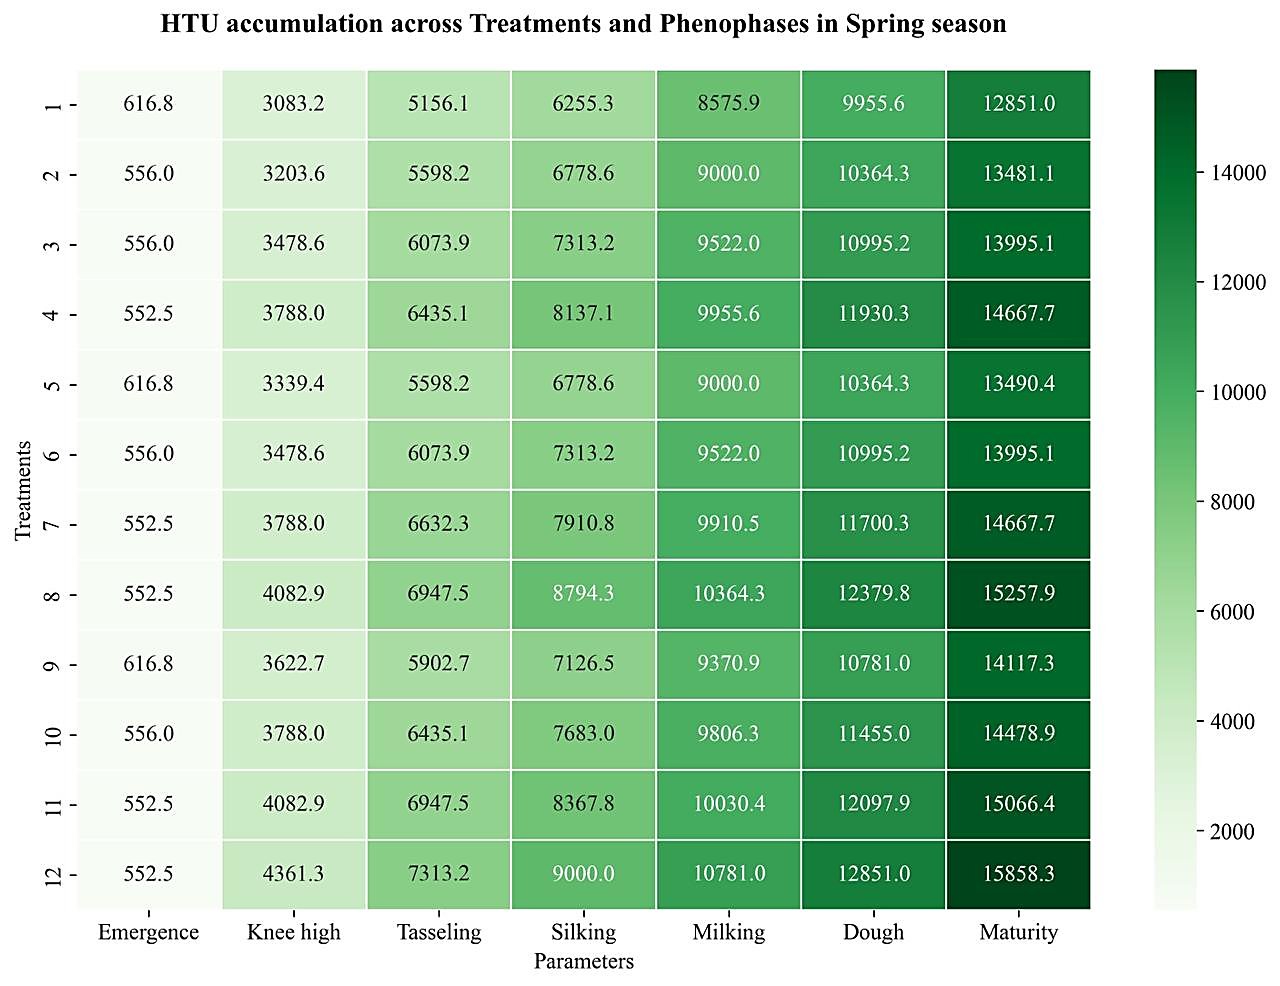 HTU accumulation across Treatments and Phenophases in Spring season
1 616.8 3083.2 5156.1 6255.3 8575.9 9955.6 12851.0
2 556.0 3203.6 5598.2 6778.6 9000.0 10364.3 13481.1
3 556.0 3478.6 6073.9 7313.2 9522.0 10995.2 13995.1
4 552.5 3788.0 6435.1 8137.1 9955.6 11930.3 14667.7
5 616.8 3339.4 5598.2 6778.6 9000.0 10364.3 13490.4
6 556.0 3478.6 6073.9 7313.2 9522.0 10995.2 13995.1
7 552.5 3788.0 6632.3 7910.8 9910.5 11700.3 14667.7
8 552.5 4082.9 6947.5 8794.3 10364.3 12379.8 15257.9
9 616.8 3622.7 5902.7 7126.5 9370.9 10781.0 14117.3
10 556.0 3788.0 6435.1 7683.0 9806.3 11455.0 14478.9
11 552.5 4082.9 6947.5 8367.8 10030.4 12097.9 15066.4
12 552.5 4361.3 7313.2 9000.0 10781.0 12851.0 15858.3
Emergence Knee high Tasseling Silking Milking Dough Maturity
Parameters
Treatments
14000
12000
10000
8000
6000
4000
2000